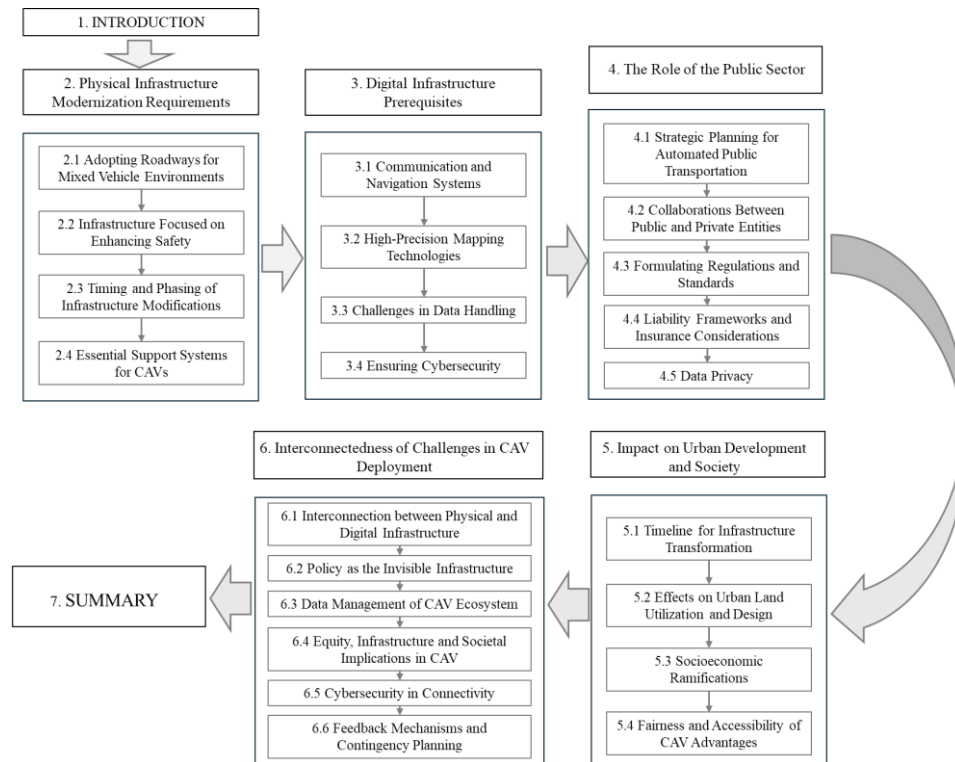 1. INTRODUCTION
2. Physical Infrastructure
Modernization Requirements
2.1 Adopting Roadways for
Mixed Vehicle Environments
2.2 Infrastructure Focused on
Enhancing Safety
2.3 Timing and Phasing of
Infrastructure Modifications
2.4 Essential Support Systems
for CAVs
3. Digital Infrastructure
Prerequisites
3.1 Communication and
Navigation Systems
3.2 High-Precision Mapping
Technologies
3.3 Challenges in Data Handling
3.4 Ensuring Cybersecurity
4. The Role of the Public Sector
4.1 Strategic Planning for
Automated Public
Transportation
4.2 Collaborations Between
Public and Private Entities
4.3 Formulating Regulations and
Standards
4.4 Liability Frameworks and
Insurance Considerations
4.5 Data Privacy
5. Impact on Urban Development
and Society
5.1 Timeline for Infrastructure
Transformation
5.2 Effects on Urban Land
Utilization and Design
5.3 Socioeconomic
Ramifications
5.4 Fairness and Accessibility of
CAV Advantages
6. Interconnectedness of Challenges in CAV
Deployment
6.1 Interconnection between Physical and
Digital Infrastructure
6.2 Policy as the Invisible Infrastructure
6.3 Data Management of CAV Ecosystem
6.4 Equity, Infrastructure and Societal
Implications in CAV
6.5 Cybersecurity in Connectivity
6.6 Feedback Mechanisms and
Contingency Planning
7. SUMMARY